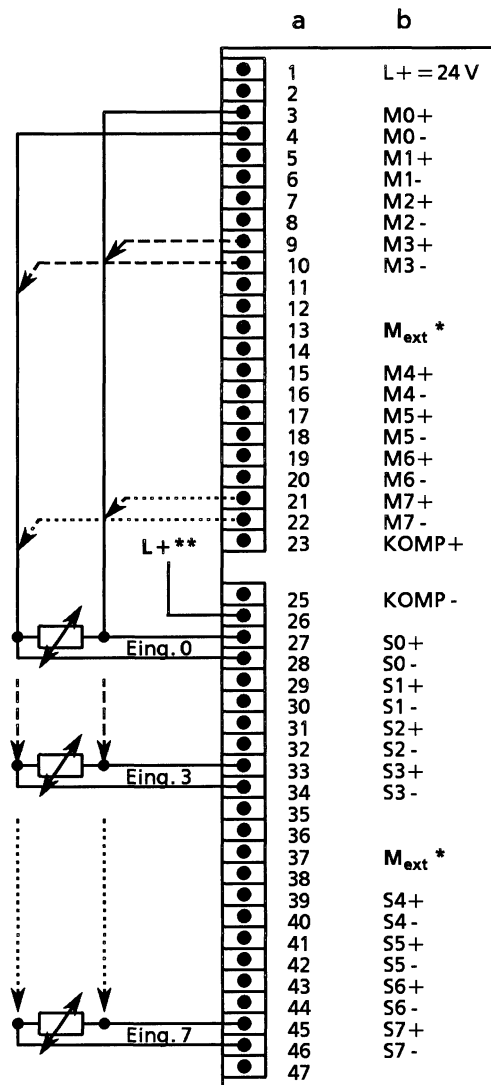 a b
1 L+ = 24 V
2
3 M0+
4 M0-
5 M1+
6 M1-
7 M2+
8 M2-
9 M3+
10 M3-
11
12
13 Mext *
14
15 M4+
16 M4-
17 M5+
18 M5-
19 M6+
20 M6-
21 M7+
22 M7-
23 KOMP+
L+**
25 KOMP-
26
27 S0+
Eing. 0
28 S0-
29 S1+
30 S1-
31 S2+
32 S2-
33 S3+
Eing. 3
34 S3-
35
36
37 Mext *
38
39 S4+
40 S4-
41 S5+
42 S5-
43 S6+
44 S6-
45 S7+
Eing. 7
46 S7-
47